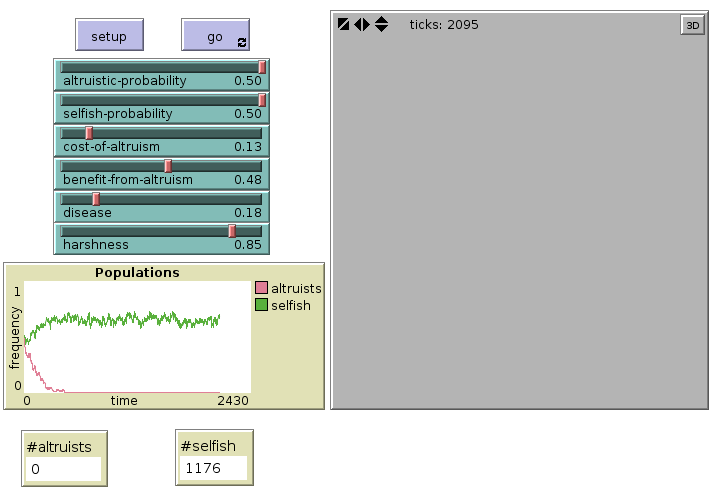 setup
go
altruistic-probability 0.50
selfish-probability 0.50
cost-of-altruism 0.13
benefit-from-altruism 0.48
disease 0.18
harshness 0.85
Populations
1
frequency
0
0 time 2430
altruists
selfish
#altruists
0
#selfish
1176
ticks: 2095
3D